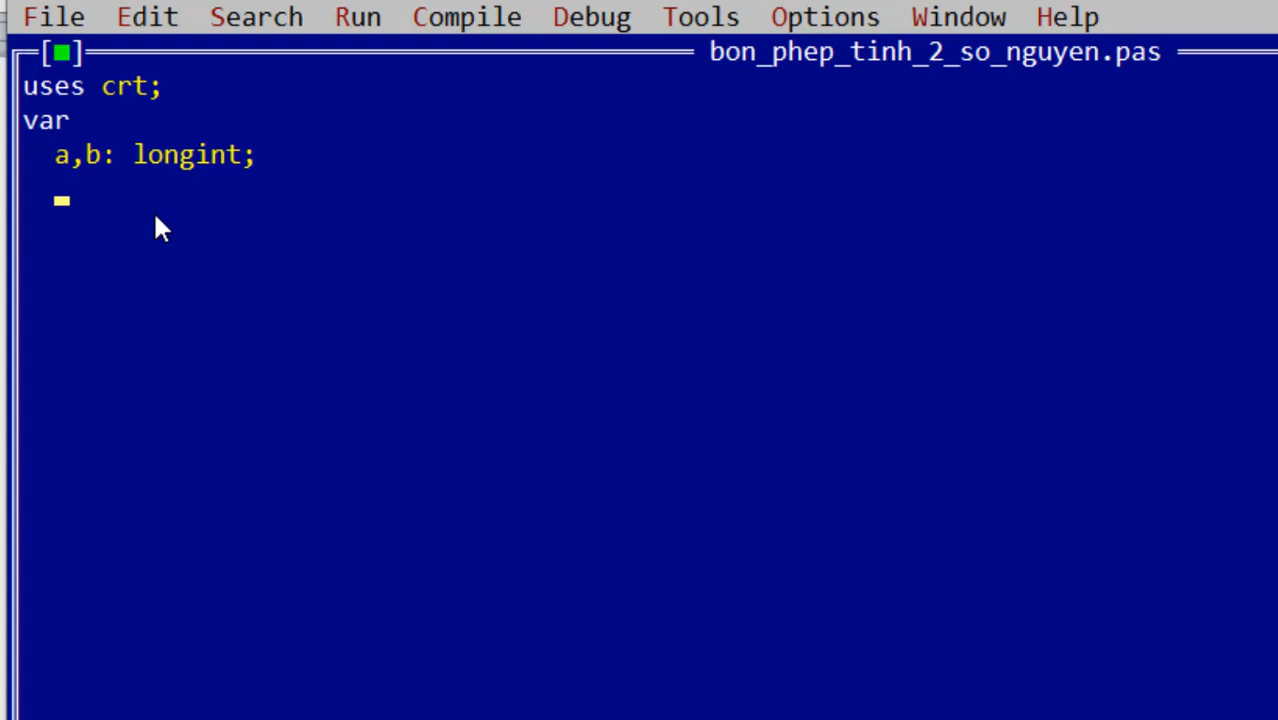 File Edit Search Run Compile Debug Tools Options Window Help
bon_phep_tinh_2_so_nguyen.pas
uses crt;
var
a,b: longint;